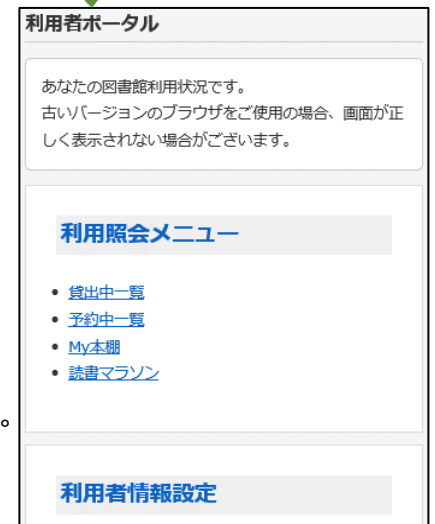 利用者ポータル
あなたの図書館利用状況です。
古いバージョンのブラウザをご使用の場合、画面が正
しく表示されない場合がございます。
利用照会メニュー
• 貸出中一覧
• 予約中一覧
• My本棚
• 読書マラソン
。
利用者情報設定